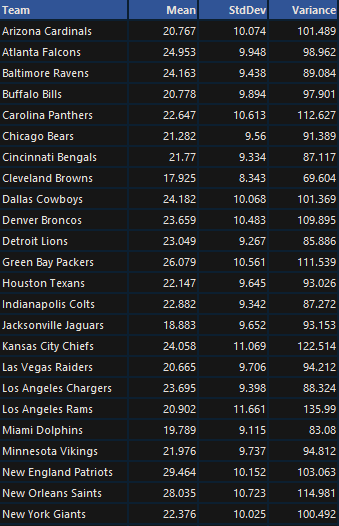 Team Mean StdDev Variance
Arizona Cardinals 20.767 10.074 101.489
Atlanta Falcons 24.953 9.948 98.962
Baltimore Ravens 24.163 9.438 89.084
Buffalo Bills 20.778 9.894 97.901
Carolina Panthers 22.647 10.613 112.627
Chicago Bears 21.282 9.56 91.389
Cincinnati Bengals 21.77 9.334 87.117
Cleveland Browns 17.925 8.343 69.604
Dallas Cowboys 24.182 10.068 101.369
Denver Broncos 23.659 10.483 109.895
Detroit Lions 23.049 9.267 85.886
Green Bay Packers 26.079 10.561 111.539
Houston Texans 22.147 9.645 93.026
Indianapolis Colts 22.882 9.342 87.272
Jacksonville Jaguars 18.883 9.652 93.153
Kansas City Chiefs 24.058 11.069 122.514
Las Vegas Raiders 20.665 9.706 94.212
Los Angeles Chargers 23.695 9.398 88.324
Los Angeles Rams 20.902 11.661 135.99
Miami Dolphins 19.789 9.115 83.08
Minnesota Vikings 21.976 9.737 94.812
New England Patriots 29.464 10.152 103.063
New Orleans Saints 28.035 10.723 114.981
New York Giants 22.376 10.025 100.492